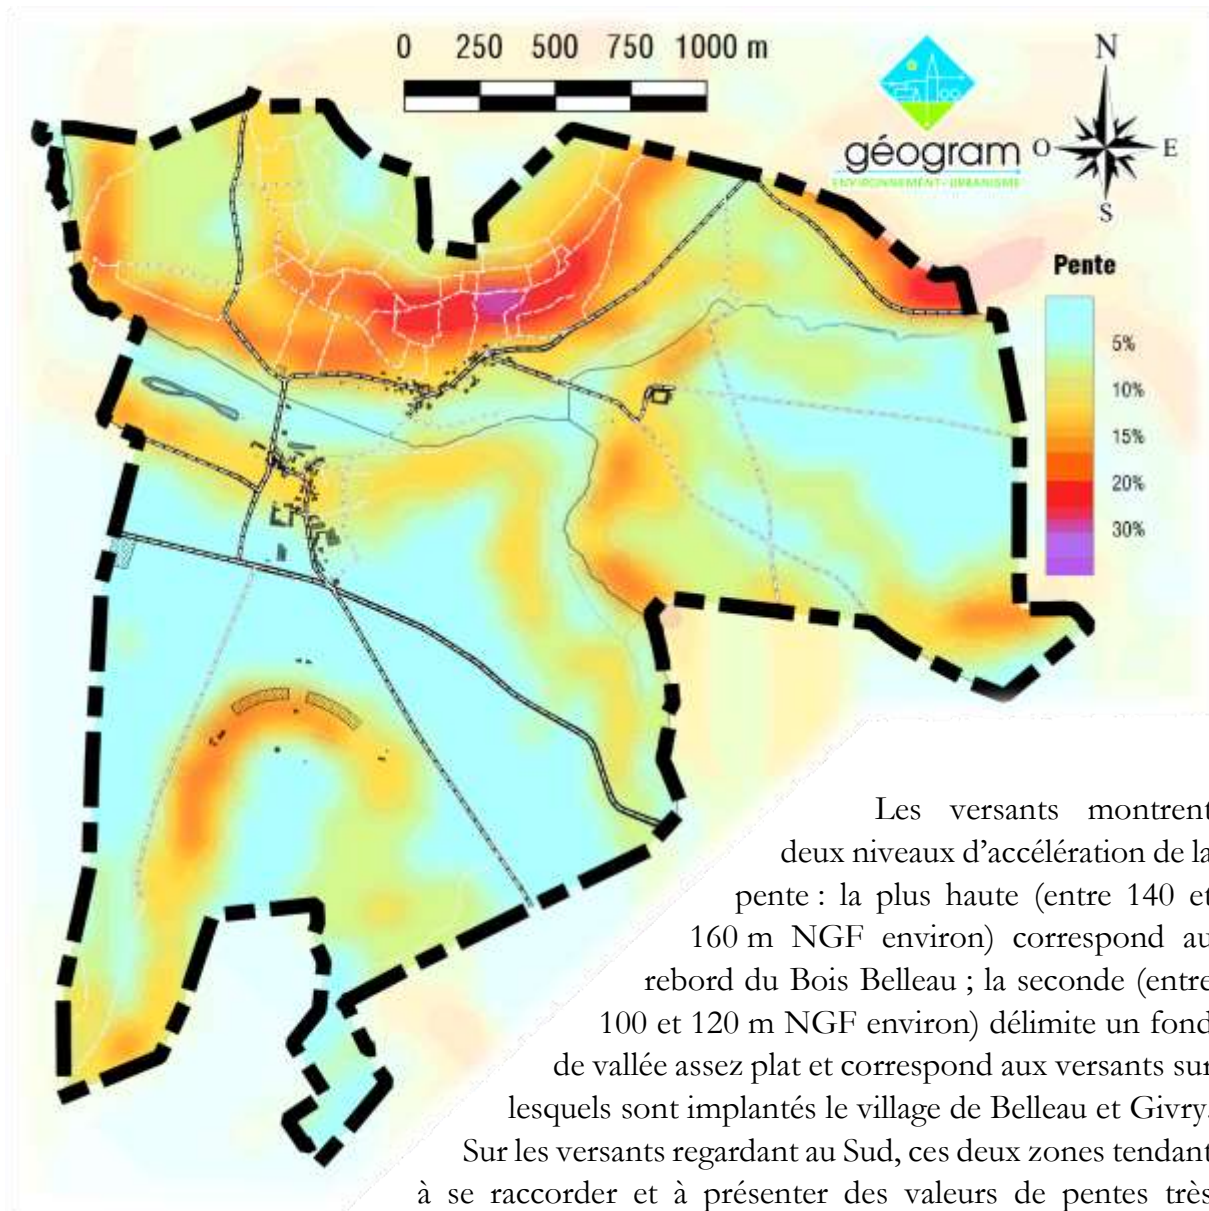 0 250 500 750 1000 m
N
O
E
S
géogram
ENVIRONNEMENT-URBANISME
Pente
5%
10%
15%
20%
30%
Les versants montrent
deux niveaux d’accélération de la
pente : la plus haute (entre 140 et
160 m NGF environ) correspond au
rebord du Bois Belleau ; la seconde (entre
100 et 120 m NGF environ) délimite un fond
de vallée assez plat et correspond aux versants sur
lesquels sont implantés le village de Belleau et Givry.
Sur les versants regardant au Sud, ces deux zones tendant
à se raccorder et à présenter des valeurs de pentes très